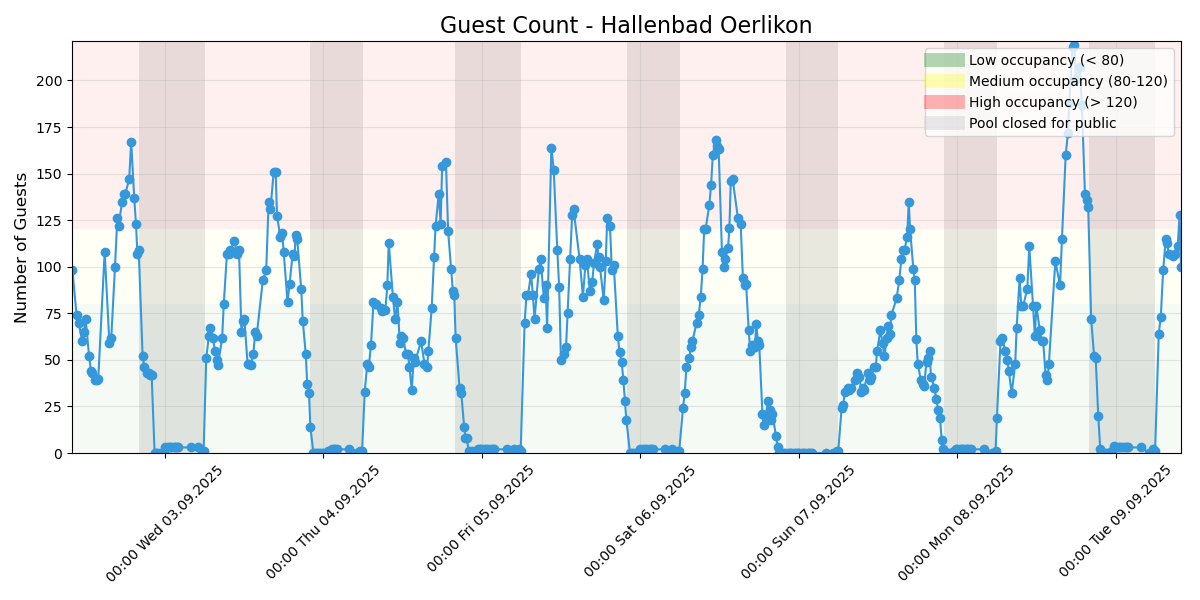 Guest Count - Hallenbad Oerlikon
Number of Guests
200
175
150
125
100
75
50
25
0
Low occupancy (< 80)
Medium occupancy (80-120)
High occupancy (> 120)
Pool closed for public
00:00 Wed 03.09.2025
00:00 Thu 04.09.2025
00:00 Fri 05.09.2025
00:00 Sat 06.09.2025
00:00 Sun 07.09.2025
00:00 Mon 08.09.2025
00:00 Tue 09.09.2025